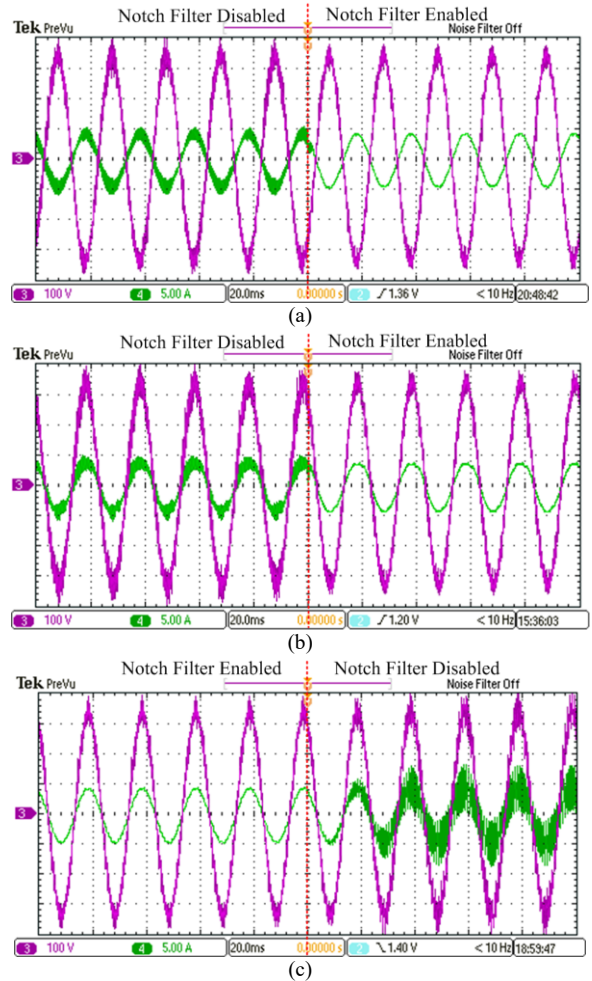 Notch Filter Disabled Notch Filter Enabled
Tek PreVu Noise Filter Off
3
3 100 V 4 5.00 A 20.0ms 0.00000 s 2 1.36 V < 10 Hz 20:48:42
(a)
Notch Filter Disabled Notch Filter Enabled
Tek PreVu Noise Filter Off
3
3 100 V 4 5.00 A 20.0ms 0.00000 s 2 1.20 V < 10 Hz 15:36:03
(b)
Notch Filter Enabled Notch Filter Disabled
Tek PreVu Noise Filter Off
3
3 100 V 4 5.00 A 20.0ms 0.00000 s 2 1.40 V < 10 Hz 18:59:47
(c)